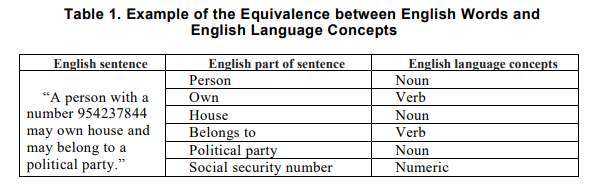 Table 1. Example of the Equivalence between English Words and
English Language Concepts
English sentence English part of sentence English language concepts
“A person with a
number 954237844
may own house and
may belong to a
political party.”
Person Noun
Own Verb
House Noun
Belongs to Verb
Political party Noun
Social security number Numeric